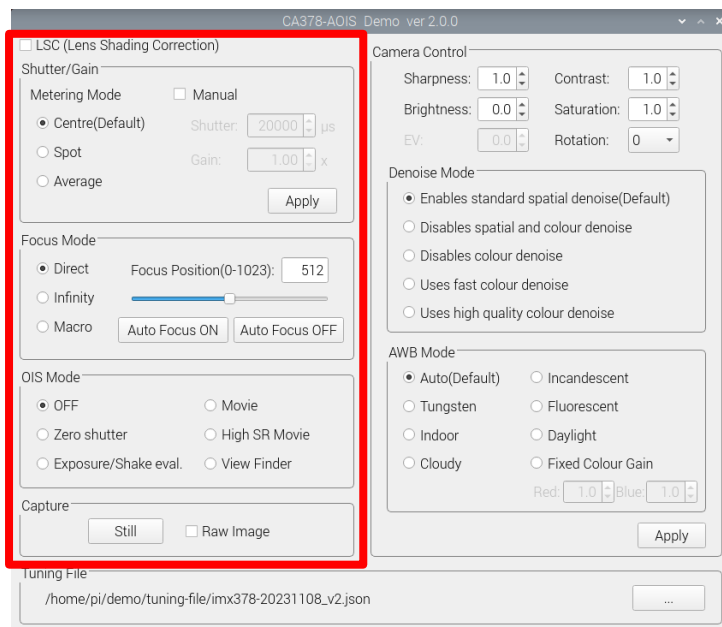 CA378-AOIS Demo ver 2.0.0
LSC (Lens Shading Correction)
Shutter/Gain
Metering Mode
Manual
Centre(Default)
Shutter: 20000 µs
Spot
Gain: 1.00 x
Average
Apply
Focus Mode
Direct
Focus Position(0-1023): 512
Infinity
Macro
Auto Focus ON
Auto Focus OFF
OIS Mode
OFF
Movie
Zero shutter
High SR Movie
Exposure/Shake eval.
View Finder
Capture
Still
Raw Image
Camera Control
Sharpness: 1.0
Contrast: 1.0
Brightness: 0.0
Saturation: 1.0
EV: 0.0
Rotation: 0
Denoise Mode
Enables standard spatial denoise(Default)
Disables spatial and colour denoise
Disables colour denoise
Uses fast colour denoise
Uses high quality colour denoise
AWB Mode
Auto(Default)
Incandescent
Tungsten
Fluorescent
Indoor
Daylight
Cloudy
Fixed Colour Gain
Red: 1.0 Blue: 1.0
Apply
Tuning File
/home/pi/demo/tuning-file/imx378-20231108_v2.json
...